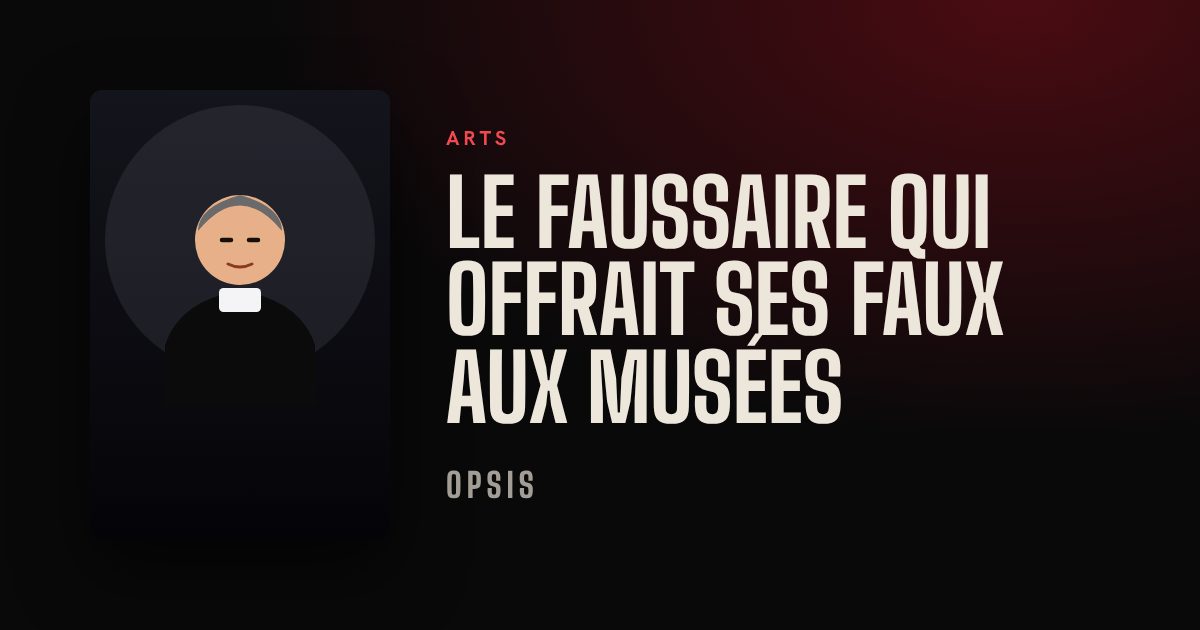 ARTS
LE FAUSSAIRE QUI
OFFRAIT SES FAUX
AUX MUSÉES
OPSIS